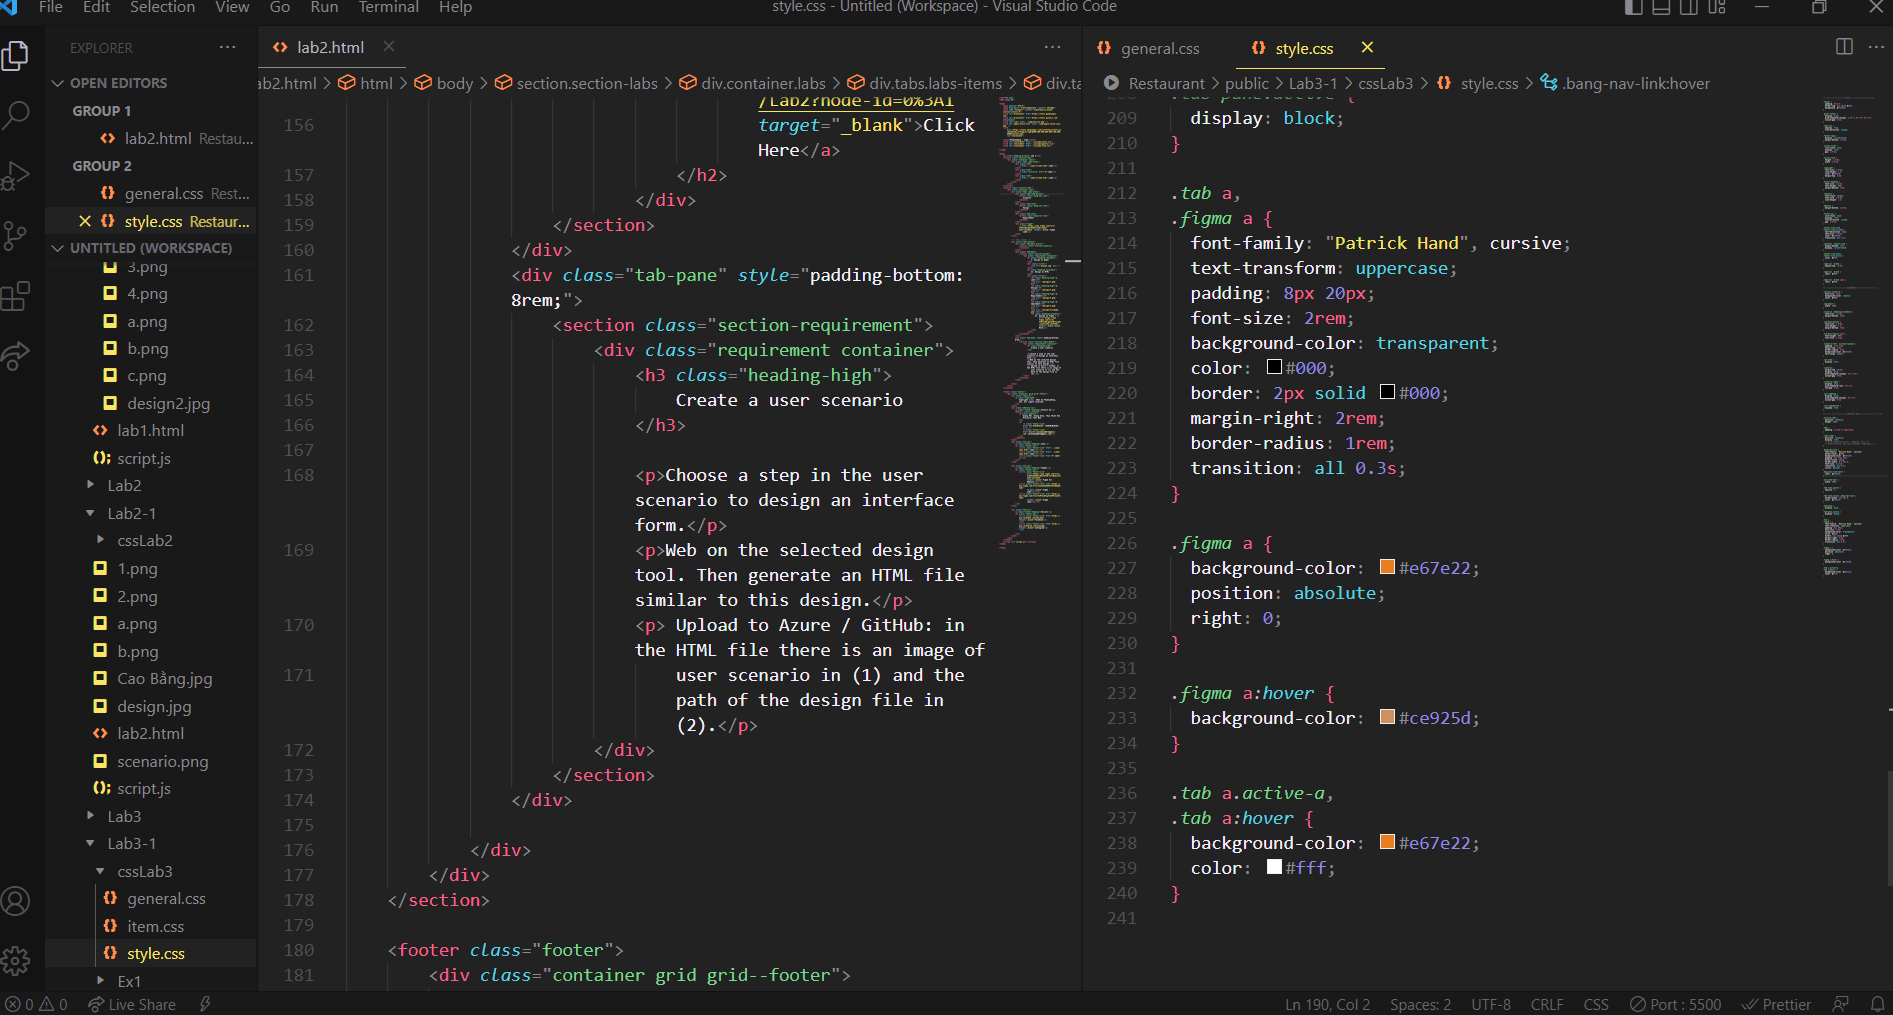 File Edit Selection View Go Run Terminal Help
style.css - Untitled (Workspace) - Visual Studio Code
EXPLORER
OPEN EDITORS
GROUP 1
lab2.html Restau...
GROUP 2
general.css Rest...
style.css Restaur...
UNTITLED (WORKSPACE)
3.png
4.png
a.png
b.png
c.png
design2.jpg
lab1.html
script.js
Lab2
Lab2-1
cssLab2
1.png
2.png
a.png
b.png
Cao Bằng.jpg
design.jpg
lab2.html
scenario.png
script.js
Lab3
Lab3-1
cssLab3
general.css
item.css
style.css
Ex1
lab2.html
ab2.html > html > body > section.section-labs > div.container.labs > div.tabs.labs-items > div.ta
/Lab2?node-id=0%3A1
156 target="_blank">Click
Here</a>
157 </h2>
158 </div>
159 </section>
160 </div>
161 <div class="tab-pane" style="padding-bottom:
8rem;">
162 <section class="section-requirement">
163 <div class="requirement container">
164 <h3 class="heading-high">
165 Create a user scenario
166 </h3>
167
168 <p>Choose a step in the user
scenario to design an interface
form.</p>
169 <p>Web on the selected design
tool. Then generate an HTML file
similar to this design.</p>
170 <p> Upload to Azure / GitHub: in
the HTML file there is an image of
171 user scenario in (1) and the
path of the design file in
(2).</p>
172 </div>
173 </section>
174 </div>
175
176 </div>
177 </div>
178 </section>
179
180 <footer class="footer">
181 <div class="container grid grid--footer">
general.css style.css
Restaurant > public > Lab3-1 > cssLab3 > style.css > .bang-nav-link:hover
209 display: block;
210 }
211
212 .tab a,
213 .figma a {
214 font-family: "Patrick Hand", cursive;
215 text-transform: uppercase;
216 padding: 8px 20px;
217 font-size: 2rem;
218 background-color: transparent;
219 color: #000;
220 border: 2px solid #000;
221 margin-right: 2rem;
222 border-radius: 1rem;
223 transition: all 0.3s;
224 }
225
226 .figma a {
227 background-color: #e67e22;
228 position: absolute;
229 right: 0;
230 }
231
232 .figma a:hover {
233 background-color: #ce925d;
234 }
235
236 .tab a.active-a,
237 .tab a:hover {
238 background-color: #e67e22;
239 color: #fff;
240 }
241
0 0 Live Share
Ln 190, Col 2 Spaces: 2 UTF-8 CRLF CSS Port : 5500 Prettier